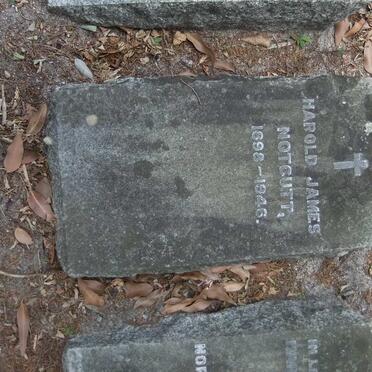 HAROLD JAMES
NOTCUTT,
1898–1946.